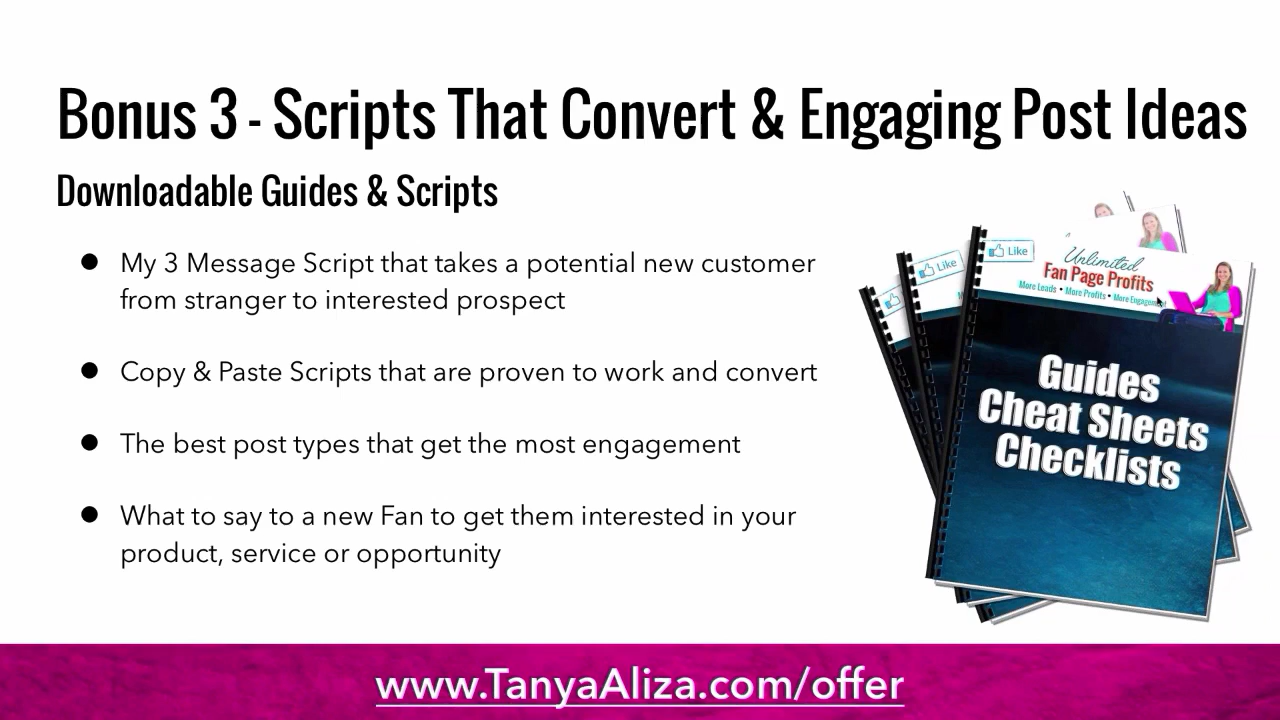 Bonus 3 - Scripts That Convert & Engaging Post Ideas
Downloadable Guides & Scripts
● My 3 Message Script that takes a potential new customer
from stranger to interested prospect
● Copy & Paste Scripts that are proven to work and convert
● The best post types that get the most engagement
● What to say to a new Fan to get them interested in your
product, service or opportunity
Like
Like
Unlimited
Fan Page Profits
More Leads • More Profits • More Engagement
Guides
Cheat Sheets
Checklists
www.TanyaAliza.com/offer